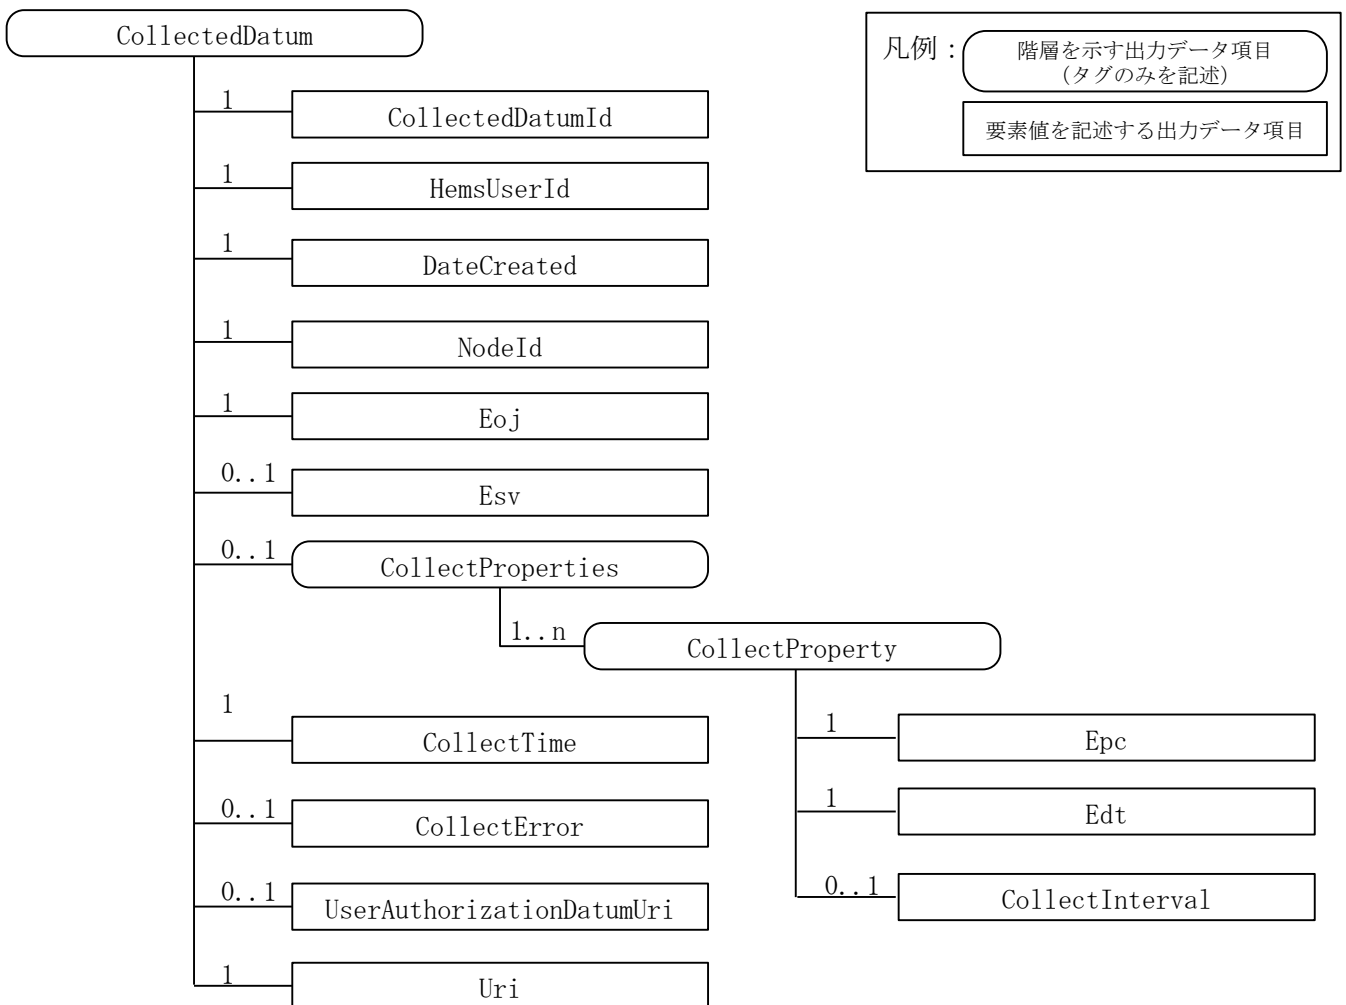 CollectedDatum
凡例：
階層を示す出力データ項目
（タグのみを記述）
要素値を記述する出力データ項目
1
CollectedDatumId
1
HemsUserId
1
DateCreated
1
NodeId
1
Eoj
0..1
Esv
0..1
CollectProperties
1..n
CollectProperty
1
CollectTime
1
Epc
0..1
CollectError
1
Edt
0..1
UserAuthorizationDatumUri
0..1
CollectInterval
1
Uri